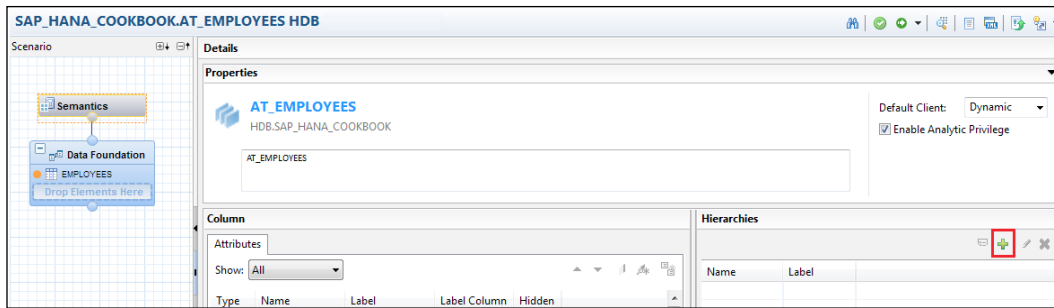 SAP_HANA_COOKBOOK.AT_EMPLOYEES HDB
Scenario
Semantics
Data Foundation
EMPLOYEES
Drop Elements Here
Details
Properties
AT_EMPLOYEES
HDB.SAP_HANA_COOKBOOK
AT_EMPLOYEES
Default Client: Dynamic
Enable Analytic Privilege
Column
Attributes
Show: All
Type Name Label Label Column Hidden
Hierarchies
Name Label